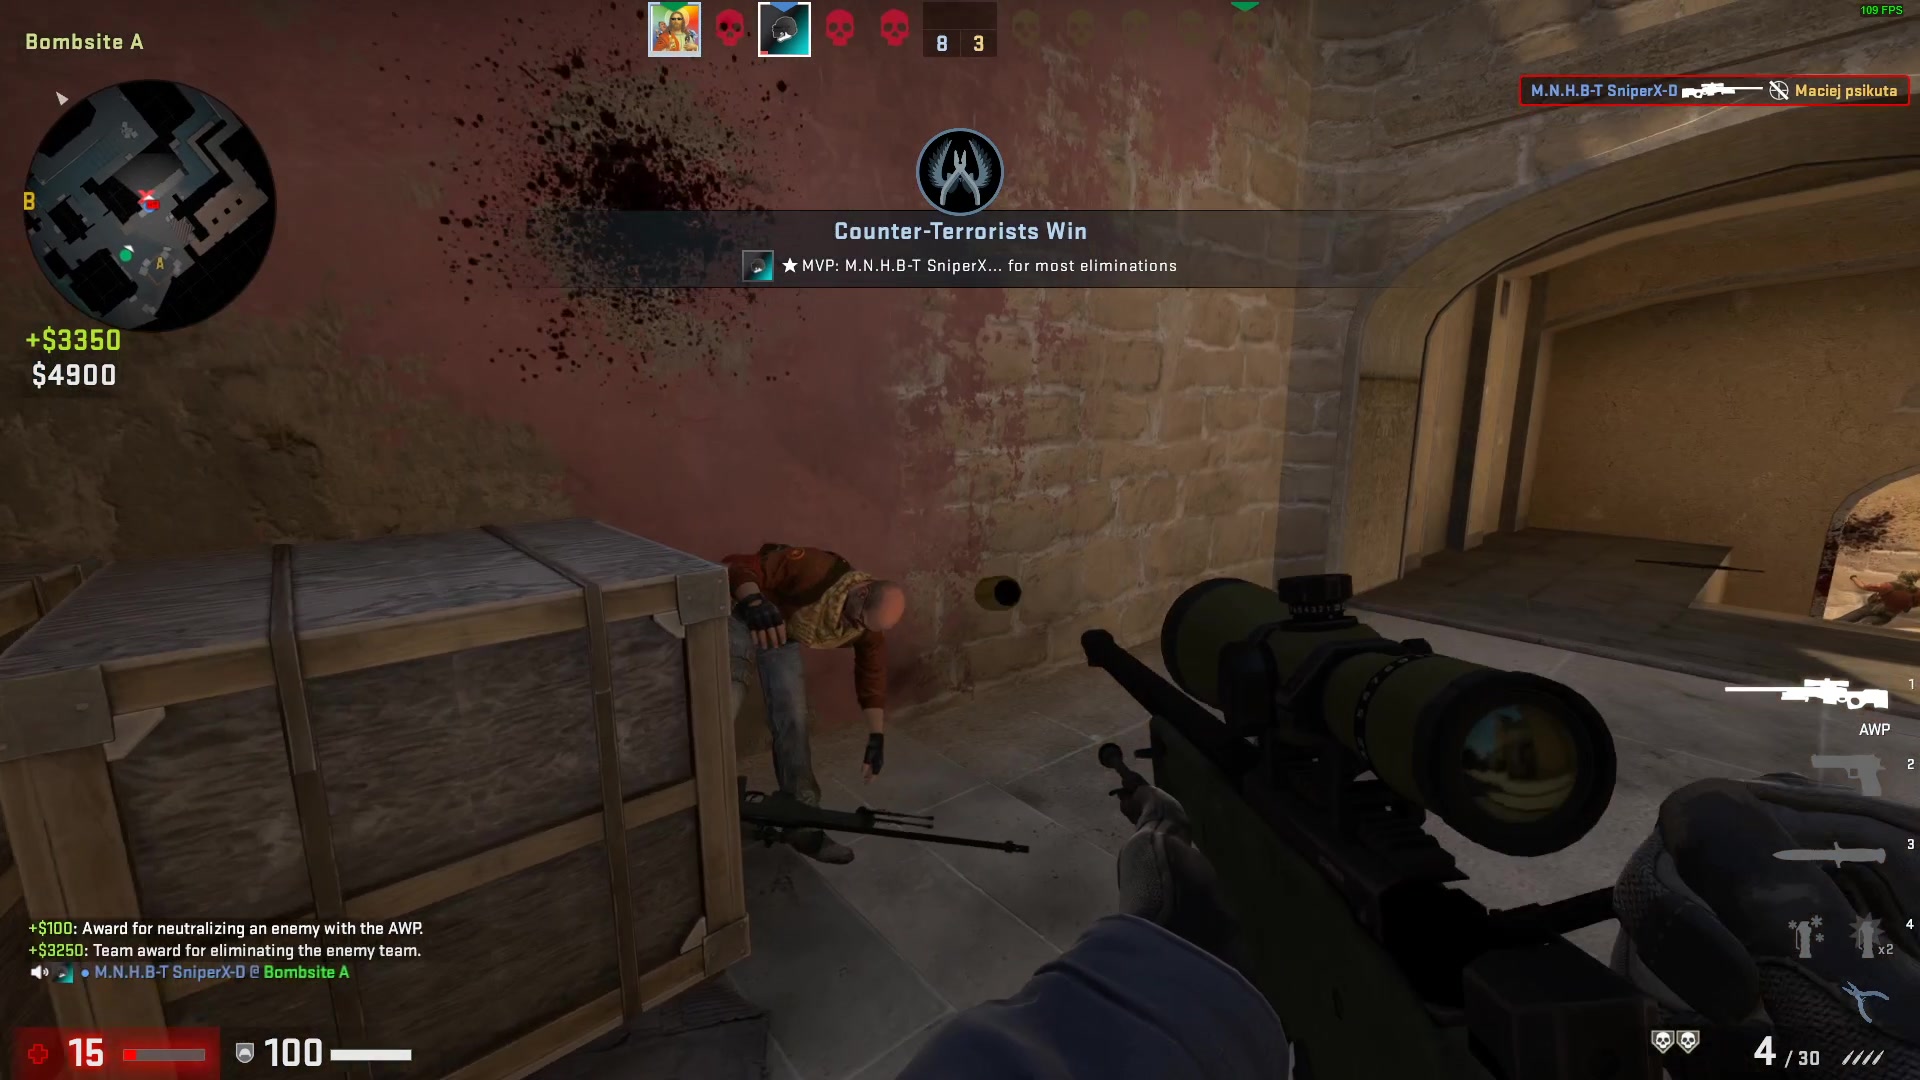 109 FPS
Bombsite A
8 3
M.N.H.B-T SniperX-D Maciej psikuta
B
A
Counter-Terrorists Win
★ MVP: M.N.H.B-T SniperX... for most eliminations
+$3350
$4900
1
AWP
2
3
4
x2
+$100: Award for neutralizing an enemy with the AWP.
+$3250: Team award for eliminating the enemy team.
M.N.H.B-T SniperX-D @ Bombsite A
15 100
4 / 30